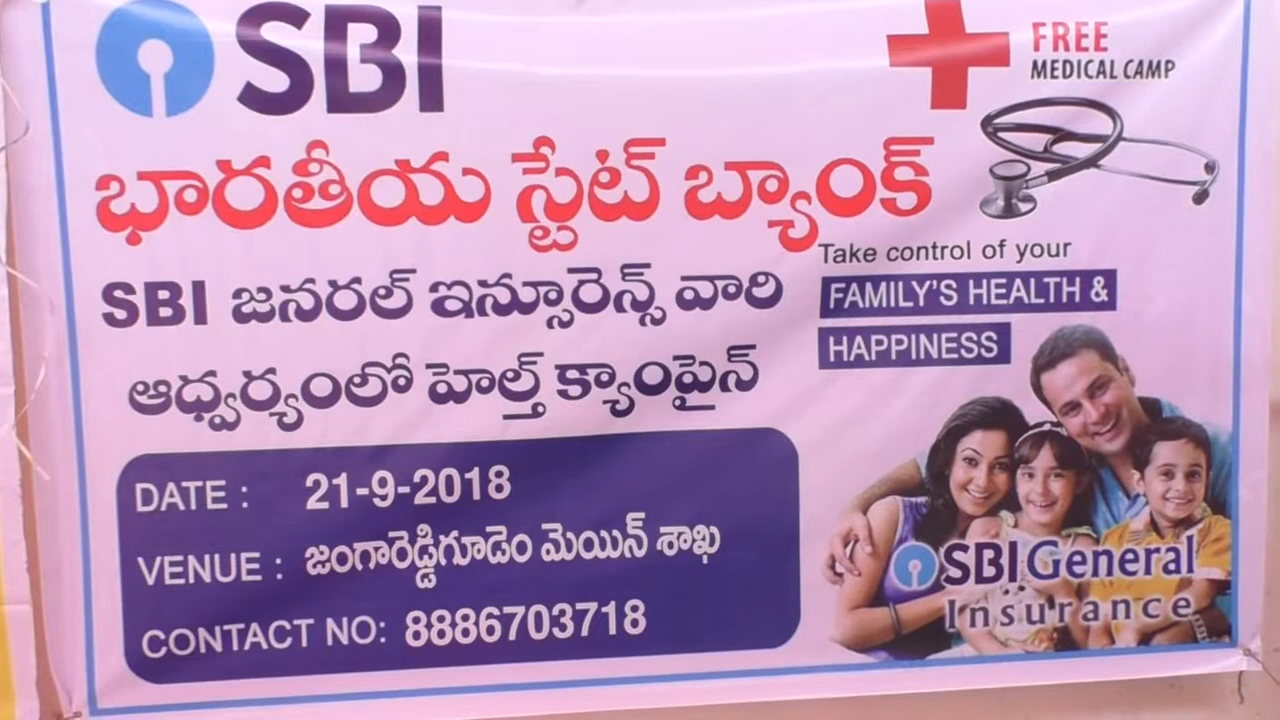 SBI
FREE
MEDICAL CAMP
భారతీయ స్టేట్ బ్యాంక్
SBI జనరల్ ఇన్సూరెన్స్ వారి
ఆధ్వర్యంలో హెల్త్ క్యాంపైన్
Take control of your
FAMILY'S HEALTH &
HAPPINESS
DATE : 21-9-2018
VENUE : జంగారెడ్డిగూడెం మెయిన్ శాఖ
CONTACT NO: 8886703718
SBI General
Insurance